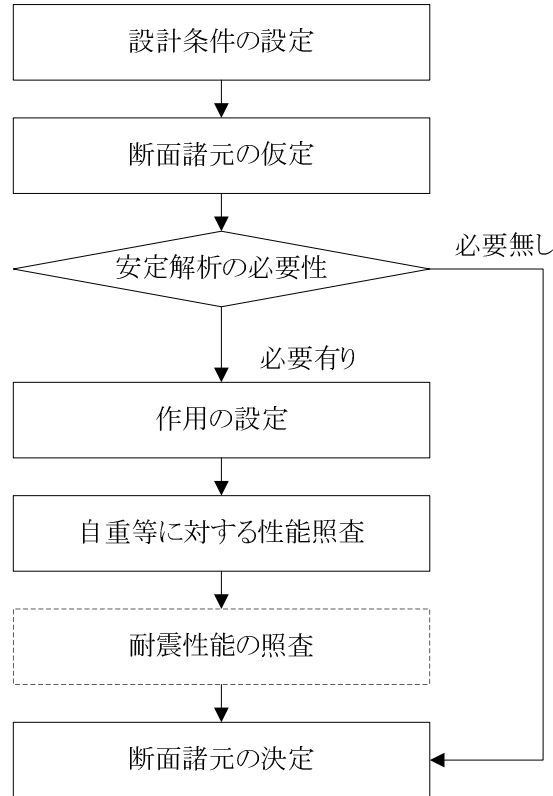 設計条件の設定
断面諸元の仮定
安定解析の必要性
必要無し
必要有り
作用の設定
自重等に対する性能照査
耐震性能の照査
断面諸元の決定